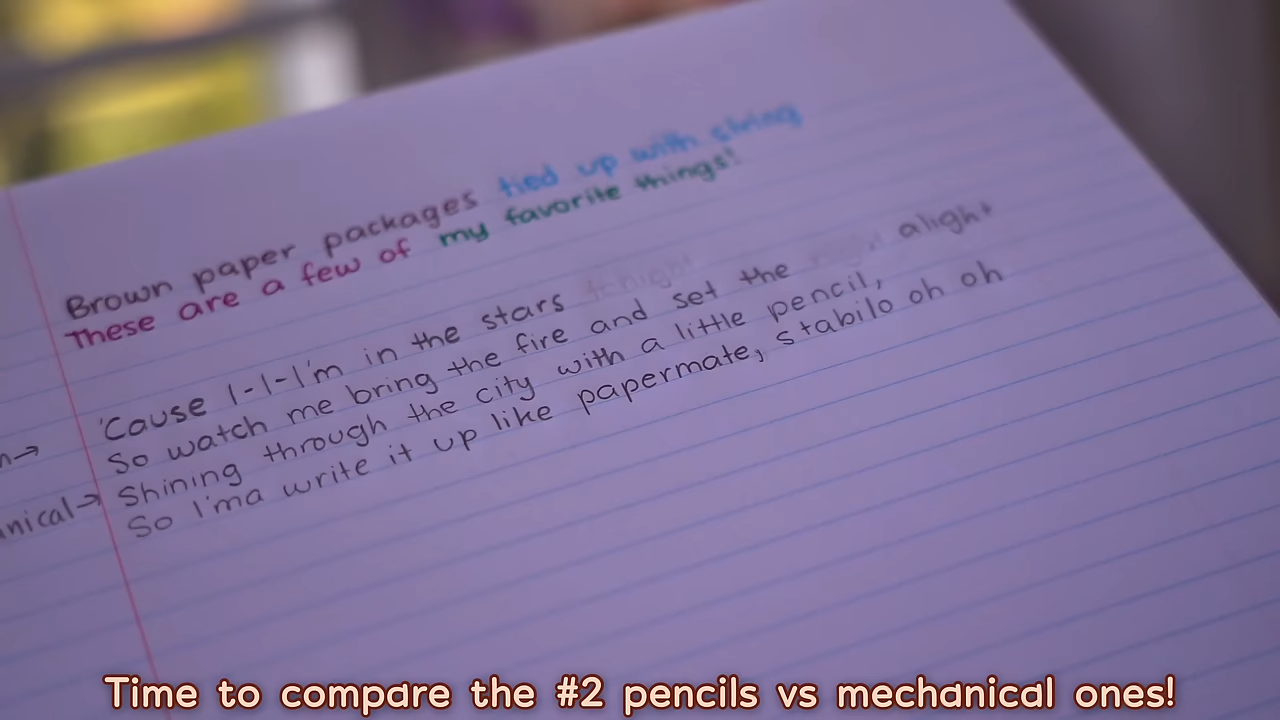 Brown paper packages tied up with string
These are a few of my favorite things!
'Cause I-I-I'm in the stars tonight
So watch me bring the fire and set the alight
Shining through the city with a little pencil,
So I'ma write it up like papermate, stabilo oh oh
Time to compare the #2 pencils vs mechanical ones!